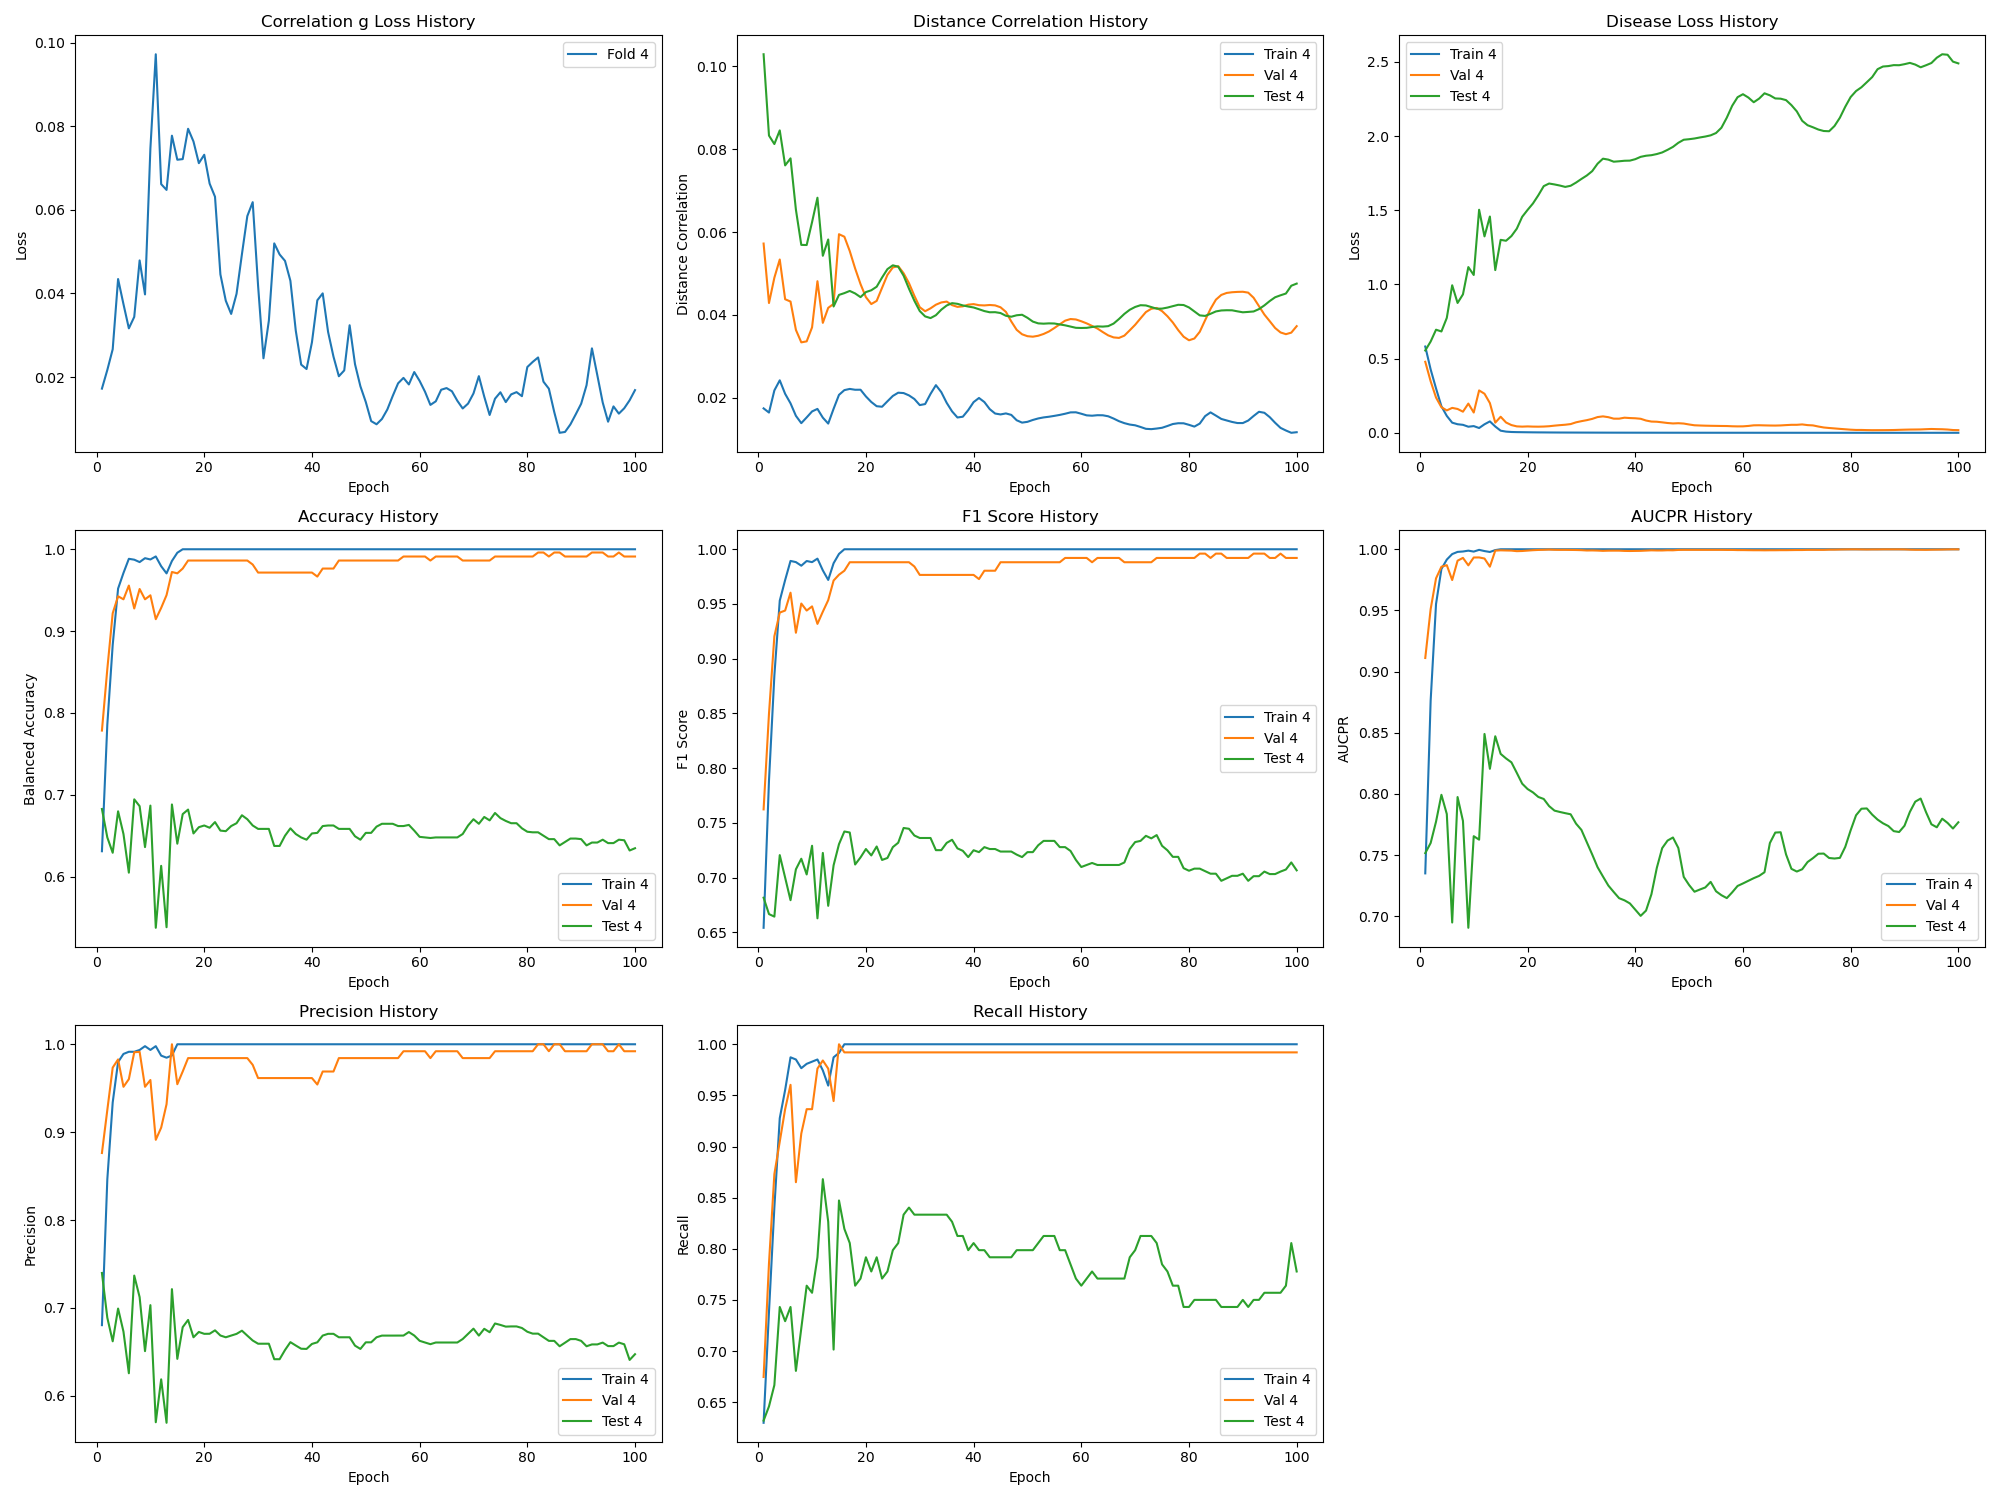 Correlation g Loss History
Loss
0.10
0.08
0.06
0.04
0.02
0
20
40
60
80
100
Epoch
Fold 4
Distance Correlation History
Distance Correlation
0.10
0.08
0.06
0.04
0.02
0
20
40
60
80
100
Epoch
Train 4
Val 4
Test 4
Disease Loss History
Loss
2.5
2.0
1.5
1.0
0.5
0.0
0
20
40
60
80
100
Epoch
Train 4
Val 4
Test 4
Accuracy History
Balanced Accuracy
1.0
0.9
0.8
0.7
0.6
0
20
40
60
80
100
Epoch
Train 4
Val 4
Test 4
F1 Score History
F1 Score
1.00
0.95
0.90
0.85
0.80
0.75
0.70
0.65
0
20
40
60
80
100
Epoch
Train 4
Val 4
Test 4
AUCPR History
AUCPR
1.00
0.95
0.90
0.85
0.80
0.75
0.70
0
20
40
60
80
100
Epoch
Train 4
Val 4
Test 4
Precision History
Precision
1.0
0.9
0.8
0.7
0.6
0
20
40
60
80
100
Epoch
Train 4
Val 4
Test 4
Recall History
Recall
1.00
0.95
0.90
0.85
0.80
0.75
0.70
0.65
0
20
40
60
80
100
Epoch
Train 4
Val 4
Test 4